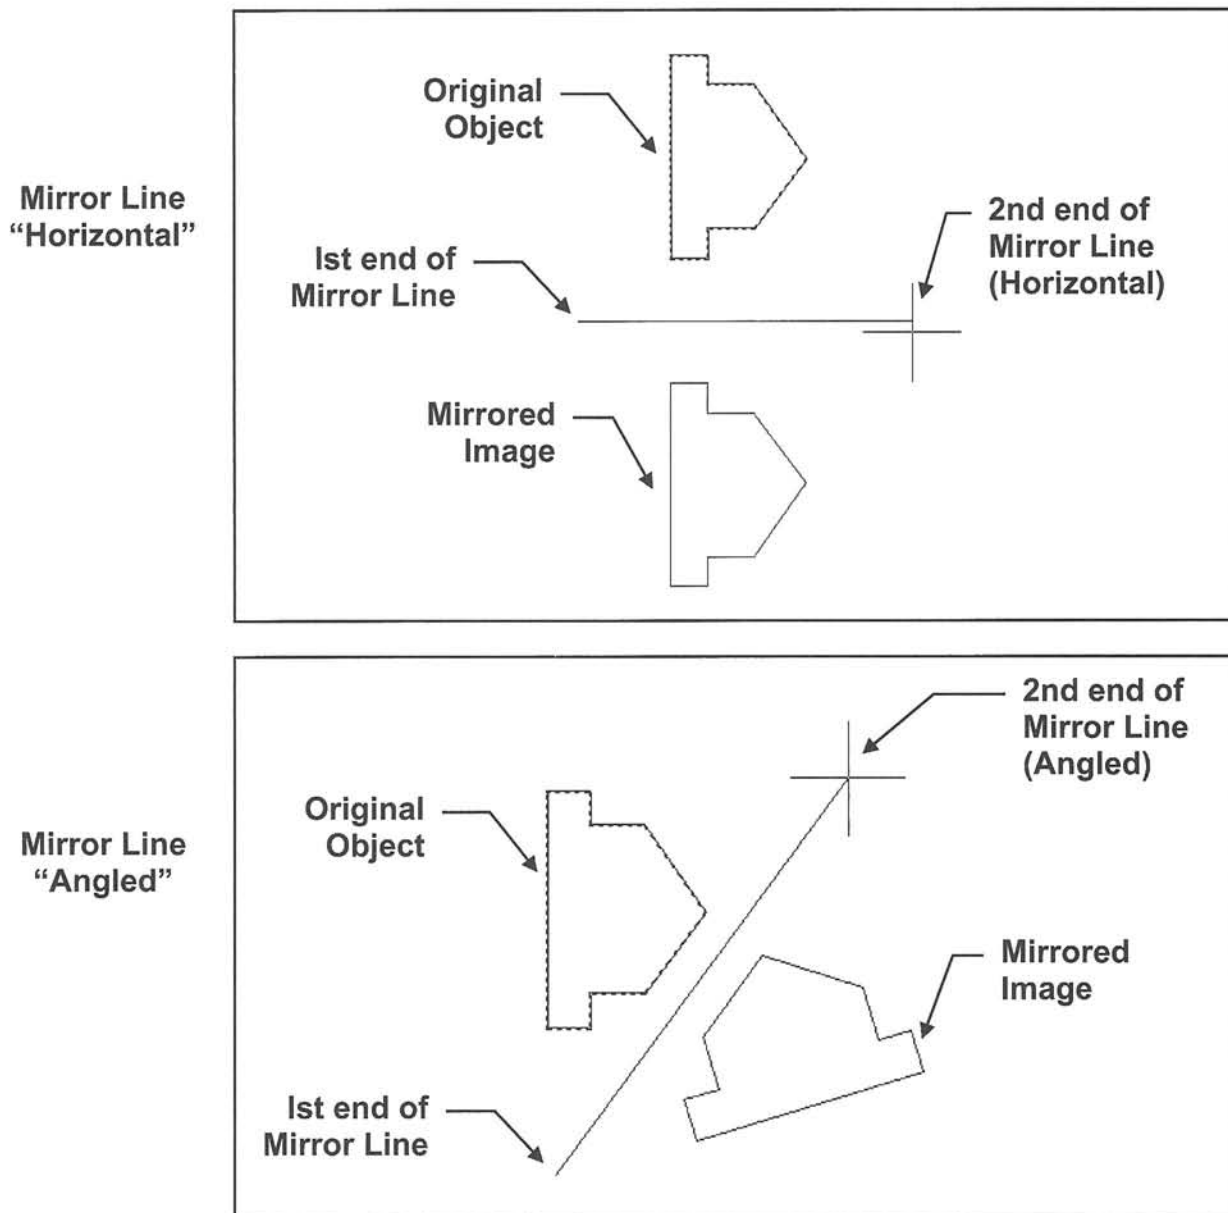 Mirror Line
“Horizontal”
Original
Object
Ist end of
Mirror Line
2nd end of
Mirror Line
(Horizontal)
Mirrored
Image
Mirror Line
“Angled”
2nd end of
Mirror Line
(Angled)
Original
Object
Mirrored
Image
Ist end of
Mirror Line